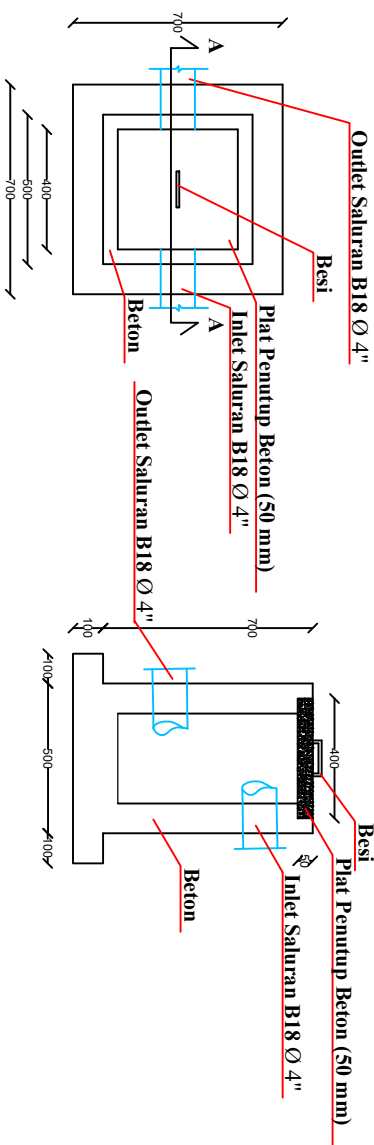 Outlet Saluran B18 Ø 4"
Besi
Plat Penutup Beton (50 mm)
Inlet Saluran B18 Ø 4"
Beton
A
A
700
400
500
700
Besi
Plat Penutup Beton (50 mm)
Inlet Saluran B18 Ø 4"
Beton
Outlet Saluran B18 Ø 4"
400
50
700
100
100
500
100